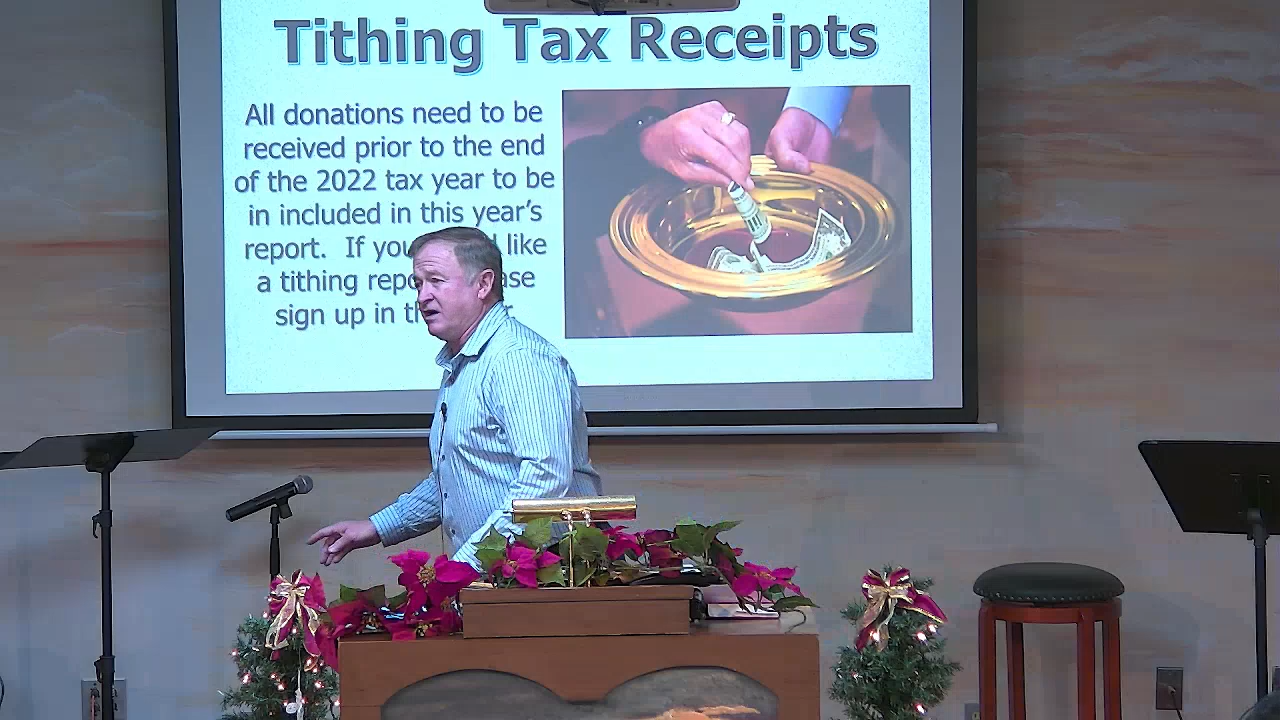 Tithing Tax Receipts
All donations need to be
received prior to the end
of the 2022 tax year to be
in included in this year's
report. If you like
a tithing
sign up in